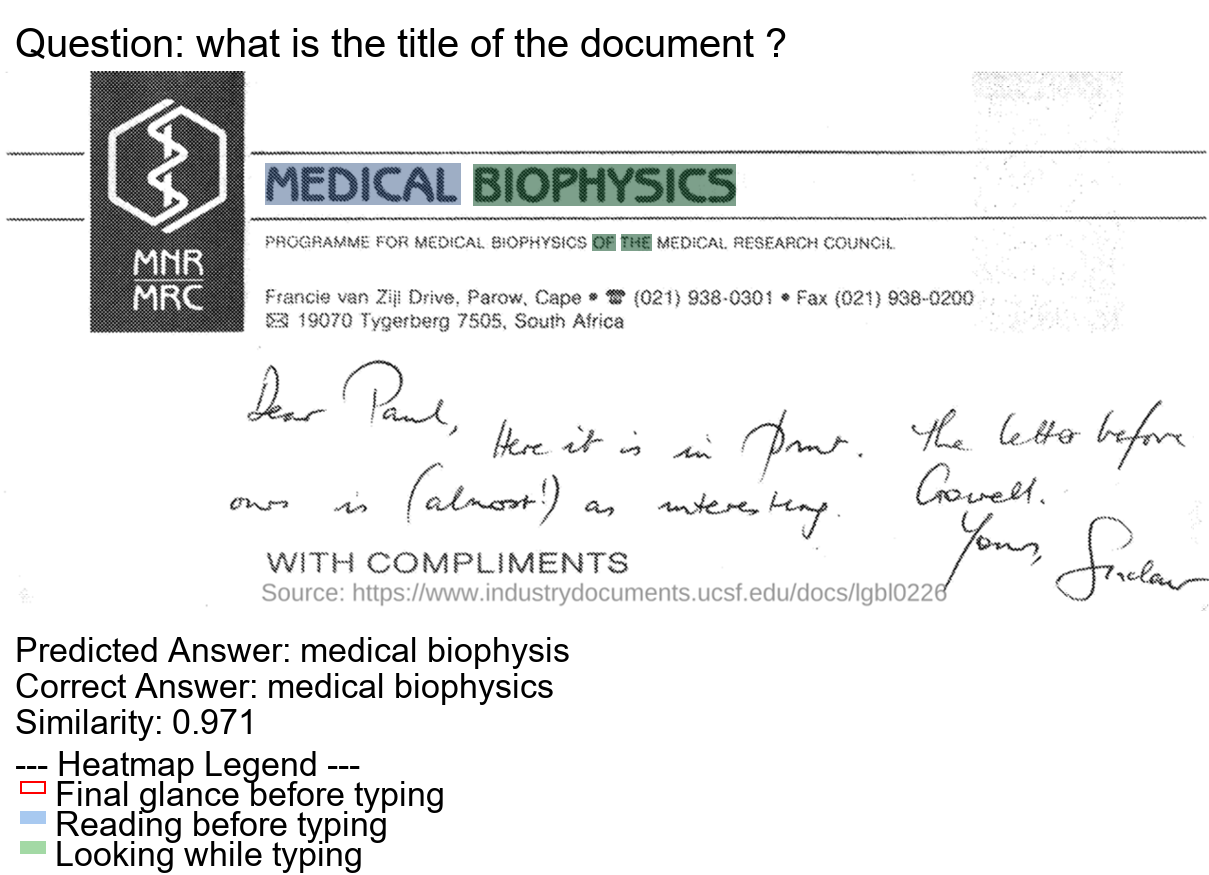 Question: what is the title of the document ?
MNR
MRC
MEDICAL BIOPHYSICS
PROGRAMME FOR MEDICAL BIOPHYSICS OF THE MEDICAL RESEARCH COUNCIL
Francie van Zijl Drive, Parow, Cape • ☎ (021) 938-0301 • Fax (021) 938-0200
✉ 19070 Tygerberg 7505, South Africa
Dear Paul,
Here it is in print. The letter before
ours is (almost!) as interesting.
Yours, Sinclair
WITH COMPLIMENTS
Source: https://www.industrydocuments.ucsf.edu/docs/lgbl0226
Predicted Answer: medical biophysis
Correct Answer: medical biophysics
Similarity: 0.971
--- Heatmap Legend ---
Final glance before typing
Reading before typing
Looking while typing